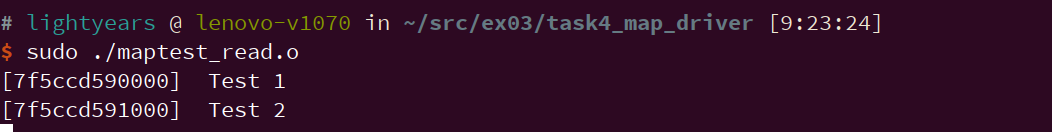 # lightyears @ lenovo-v1070 in ~/src/ex03/task4_map_driver [9:23:24]
$ sudo ./maptest_read.o
[7f5ccd590000]  Test 1
[7f5ccd591000]  Test 2